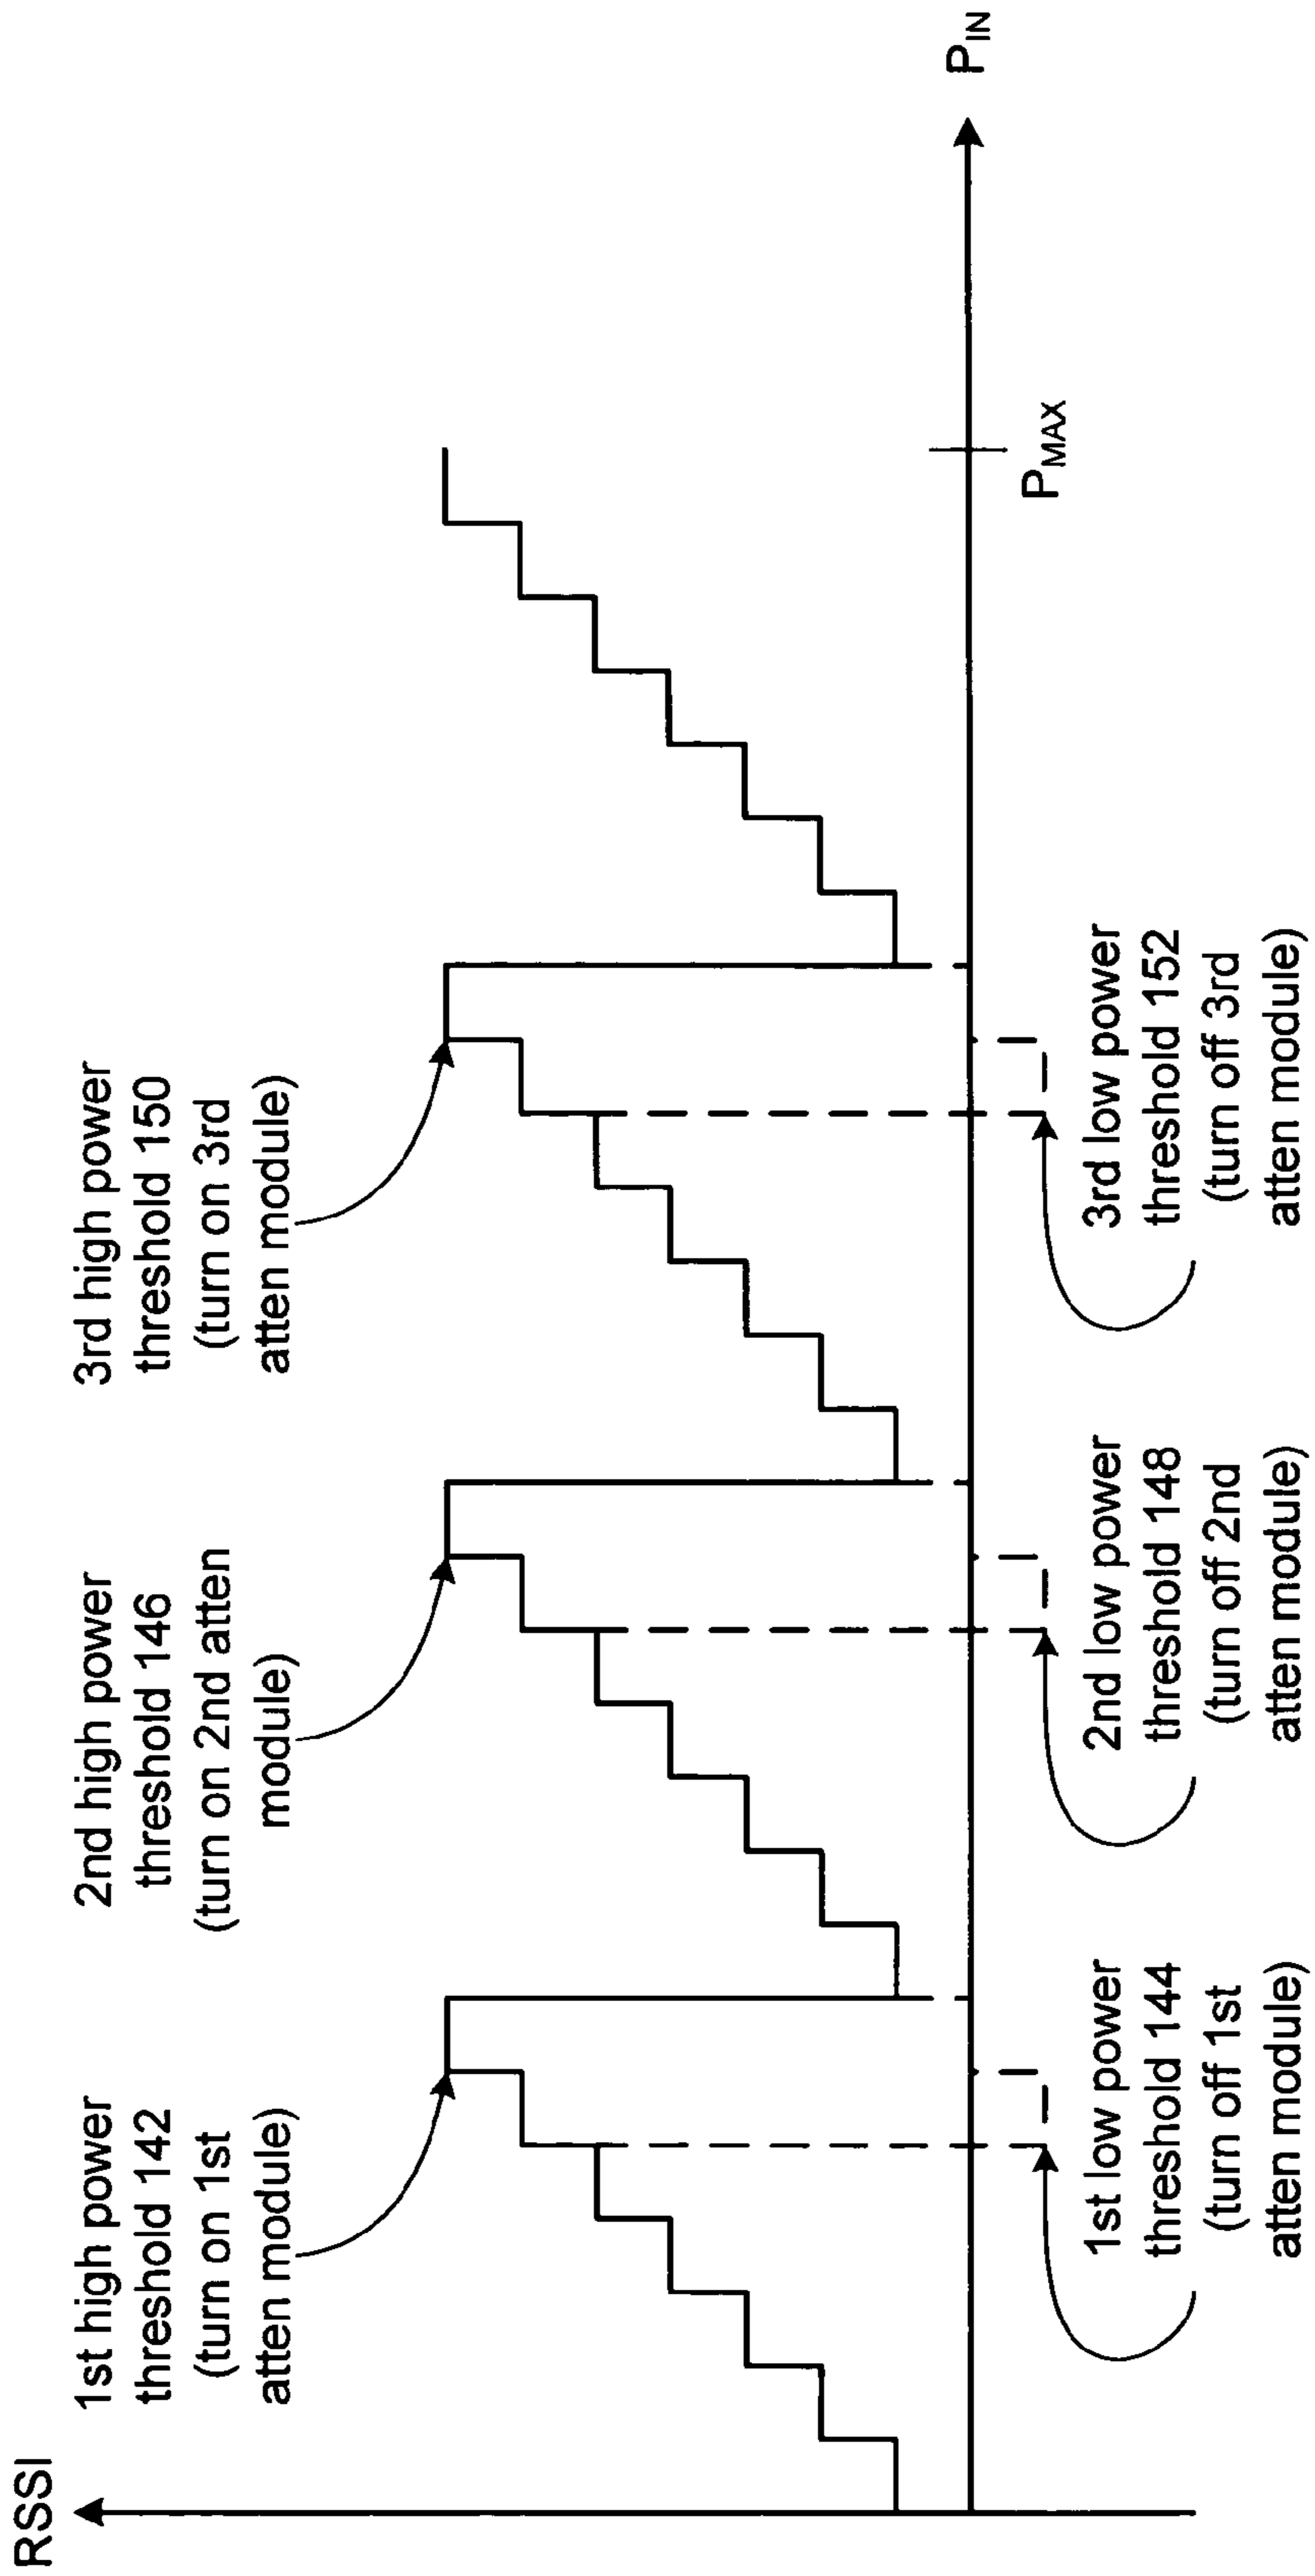 RSSI
1st high power
threshold 142
(turn on 1st
atten module)
2nd high power
threshold 146
(turn on 2nd atten
module)
3rd high power
threshold 150
(turn on 3rd
atten module)
P_IN
P_MAX
1st low power
threshold 144
(turn off 1st
atten module)
2nd low power
threshold 148
(turn off 2nd
atten module)
3rd low power
threshold 152
(turn off 3rd
atten module)